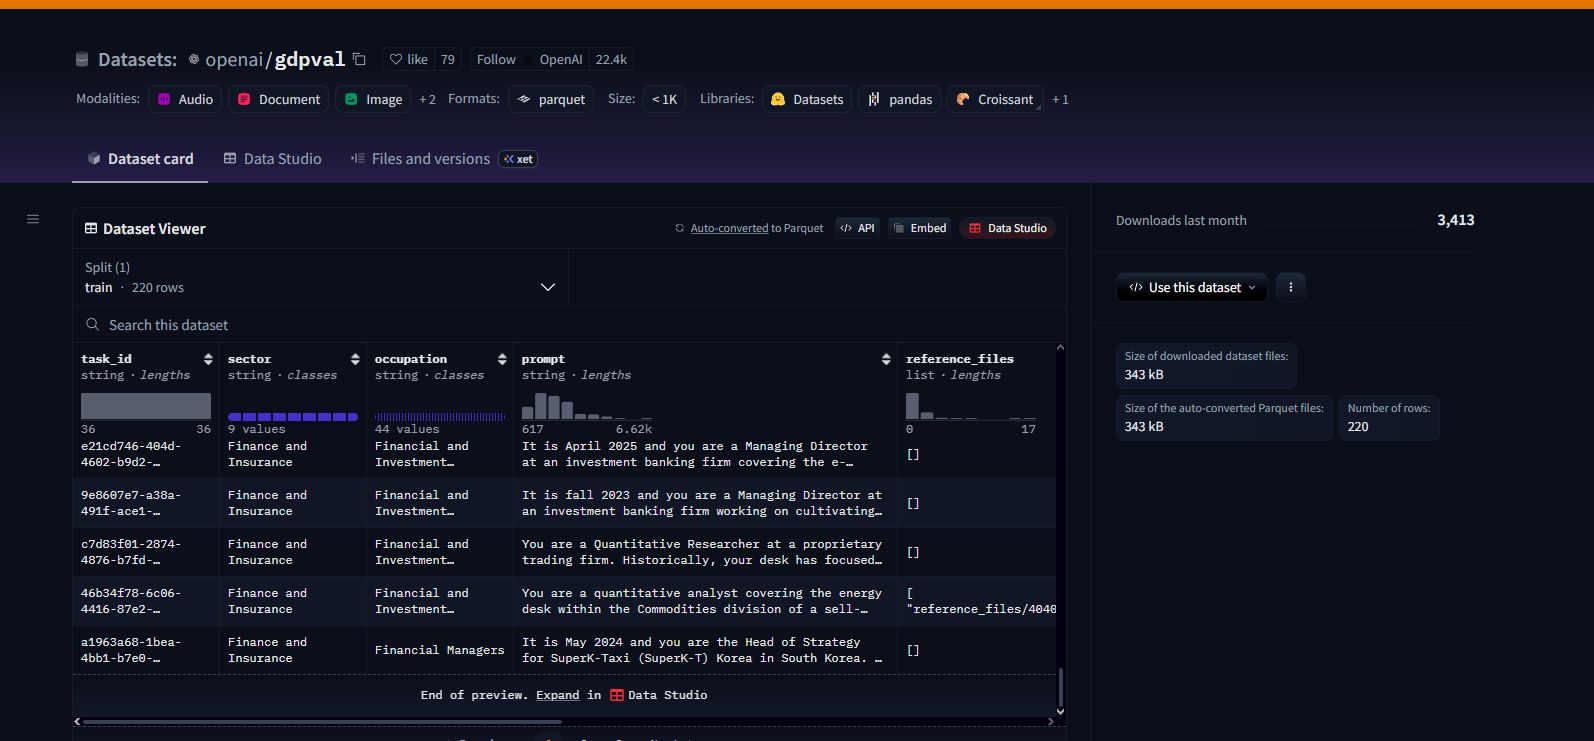 Datasets: openai/gdpval like 79 Follow OpenAI 22.4k
Modalities: Audio Document Image +2 Formats: parquet Size: <1K Libraries: Datasets pandas Croissant +1
Dataset card Data Studio Files and versions xet
Dataset Viewer
Auto-converted to Parquet API Embed Data Studio
Split (1)
train · 220 rows
Search this dataset
task_id sector occupation prompt reference_files
string · lengths string · classes string · classes string · lengths list · lengths
36 36 9 values 44 values 617 6.62k 0 17
e21cd746-404d-4602-b9d2-… Finance and Insurance Financial and Investment… It is April 2025 and you are a Managing Director at an investment banking firm covering the e-… []
9e8607e7-a38a-491f-ace1-… Finance and Insurance Financial and Investment… It is fall 2023 and you are a Managing Director at an investment banking firm working on cultivating… []
c7d83f01-2874-4876-b7fd-… Finance and Insurance Financial and Investment… You are a Quantitative Researcher at a proprietary trading firm. Historically, your desk has focused… []
46b34f78-6c06-4416-87e2-… Finance and Insurance Financial and Investment… You are a quantitative analyst covering the energy desk within the Commodities division of a sell-… [ "reference_files/4040
a1963a68-1bea-4bb1-b7e0-… Finance and Insurance Financial Managers It is May 2024 and you are the Head of Strategy for SuperK-Taxi (SuperK-T) Korea in South Korea. … []
End of preview. Expand in Data Studio
Downloads last month 3,413
Use this dataset
Size of downloaded dataset files:
343 kB
Size of the auto-converted Parquet files:
343 kB
Number of rows:
220